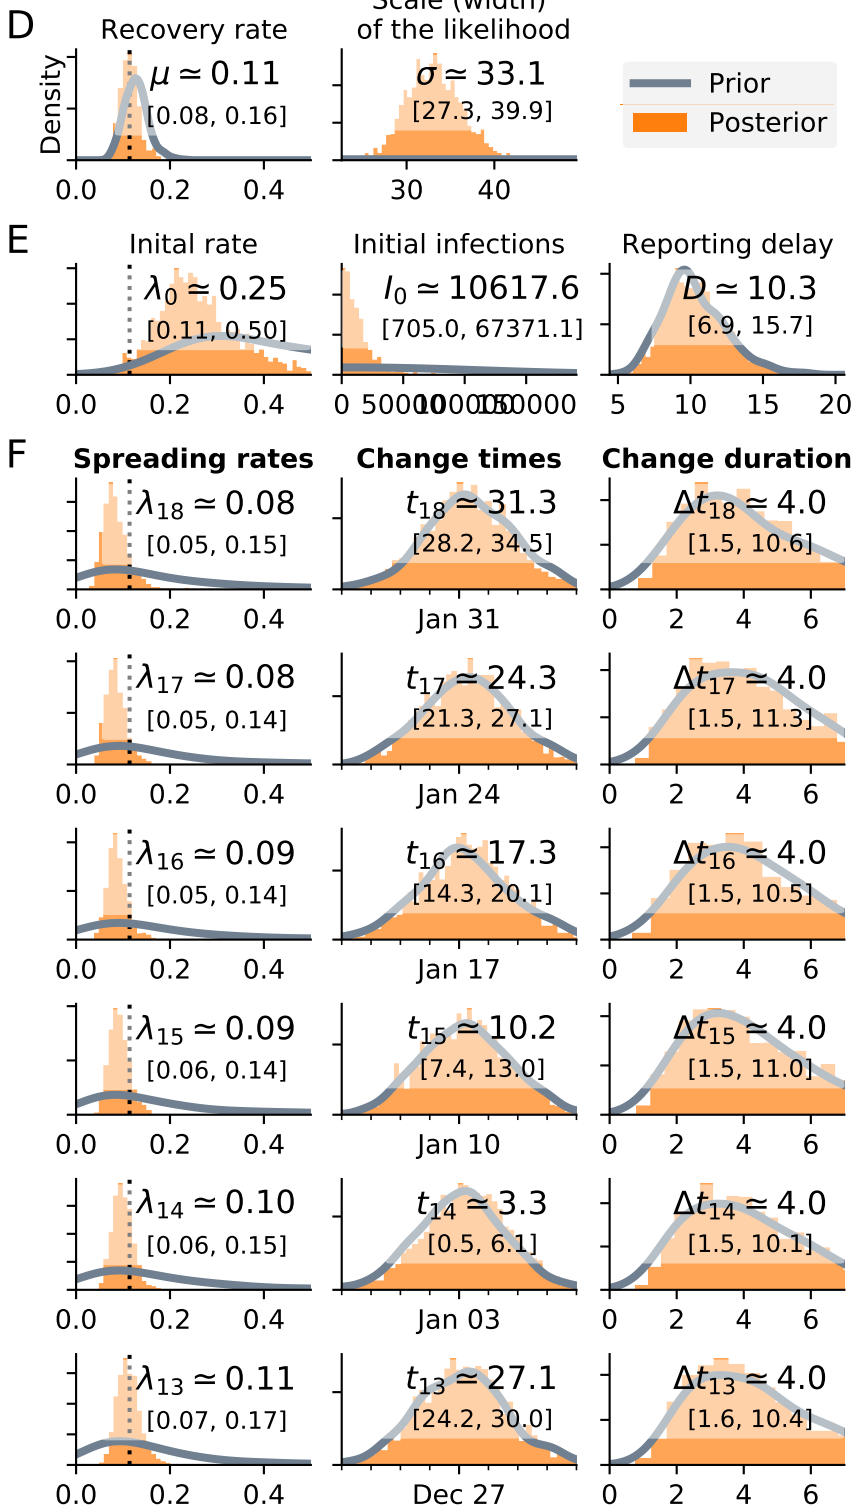 D
Recovery rate
Scale (width)
of the likelihood
Density
μ ≃ 0.11
[0.08, 0.16]
σ ≃ 33.1
[27.3, 39.9]
Prior
Posterior
0.0 0.2 0.4
30 40
E
Inital rate
Initial infections
Reporting delay
λ0 ≃ 0.25
[0.11, 0.50]
I0 ≃ 10617.6
[705.0, 67371.1]
D ≃ 10.3
[6.9, 15.7]
0.0 0.2 0.4
0 50000 100000 150000
5 10 15 20
F
Spreading rates
Change times
Change duration
λ18 ≃ 0.08
[0.05, 0.15]
t18 ≃ 31.3
[28.2, 34.5]
Δt18 ≃ 4.0
[1.5, 10.6]
0.0 0.2 0.4
Jan 31
0 2 4 6
λ17 ≃ 0.08
[0.05, 0.14]
t17 ≃ 24.3
[21.3, 27.1]
Δt17 ≃ 4.0
[1.5, 11.3]
0.0 0.2 0.4
Jan 24
0 2 4 6
λ16 ≃ 0.09
[0.05, 0.14]
t16 ≃ 17.3
[14.3, 20.1]
Δt16 ≃ 4.0
[1.5, 10.5]
0.0 0.2 0.4
Jan 17
0 2 4 6
λ15 ≃ 0.09
[0.06, 0.14]
t15 ≃ 10.2
[7.4, 13.0]
Δt15 ≃ 4.0
[1.5, 11.0]
0.0 0.2 0.4
Jan 10
0 2 4 6
λ14 ≃ 0.10
[0.06, 0.15]
t14 ≃ 3.3
[0.5, 6.1]
Δt14 ≃ 4.0
[1.5, 10.1]
0.0 0.2 0.4
Jan 03
0 2 4 6
λ13 ≃ 0.11
[0.07, 0.17]
t13 ≃ 27.1
[24.2, 30.0]
Δt13 ≃ 4.0
[1.6, 10.4]
0.0 0.2 0.4
Dec 27
0 2 4 6